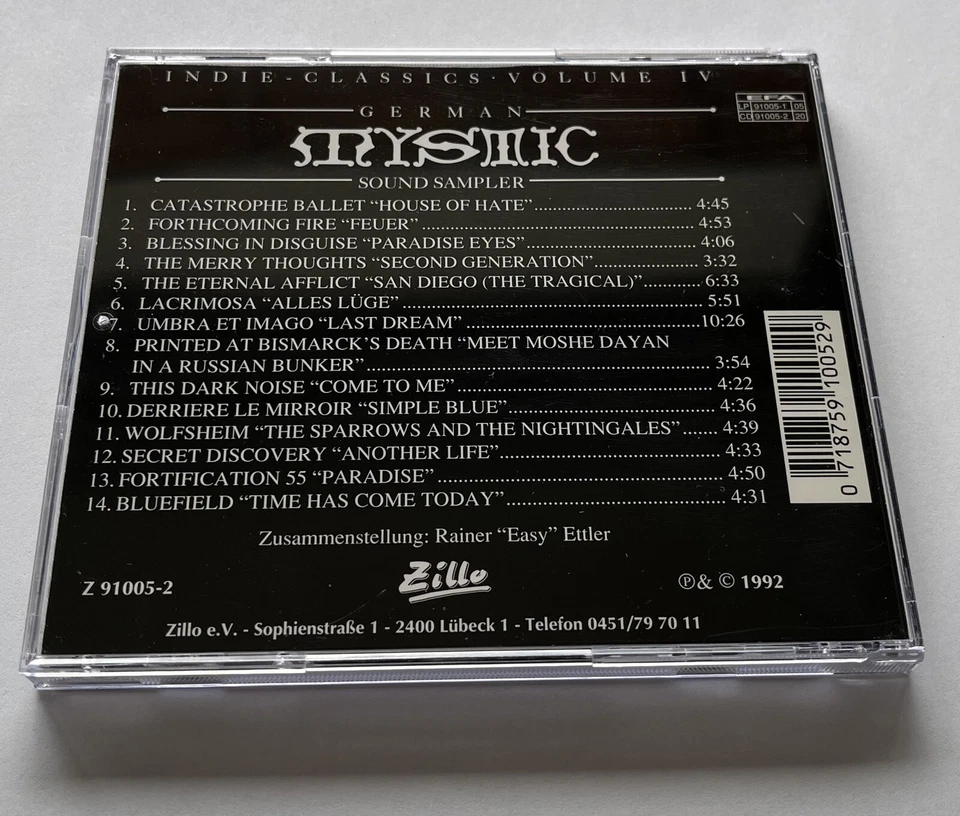 INDIE-CLASSICS·VOLUME IV
EFA
LP 91005-1 05
CD 91005-2 20
GERMAN
MYSTIC
SOUND SAMPLER
1. CATASTROPHE BALLET “HOUSE OF HATE”.................................. 4:45
2. FORTHCOMING FIRE “FEUER”.......................................................... 4:53
3. BLESSING IN DISGUISE “PARADISE EYES”.................................... 4:06
4. THE MERRY THOUGHTS “SECOND GENERATION”...................... 3:32
5. THE ETERNAL AFFLICT “SAN DIEGO (THE TRAGICAL)”............ 6:33
6. LACRIMOSA “ALLES LÜGE”............................................................. 5:51
7. UMBRA ET IMAGO “LAST DREAM” ................................................10:26
8. PRINTED AT BISMARCK’S DEATH “MEET MOSHE DAYAN
IN A RUSSIAN BUNKER”.................................................................... 3:54
9. THIS DARK NOISE “COME TO ME”.................................................. 4:22
10. DERRIERE LE MIRROIR “SIMPLE BLUE”........................................ 4:36
11. WOLFSHEIM “THE SPARROWS AND THE NIGHTINGALES”....... 4:39
12. SECRET DISCOVERY “ANOTHER LIFE”........................................... 4:33
13. FORTIFICATION 55 “PARADISE” ...................................................... 4:50
14. BLUEFIELD “TIME HAS COME TODAY”.......................................... 4:31
0 718759 100529
Zusammenstellung: Rainer “Easy” Ettler
Z 91005-2
Zillo
℗& © 1992
Zillo e.V. - Sophienstraße 1 - 2400 Lübeck 1 - Telefon 0451/79 70 11